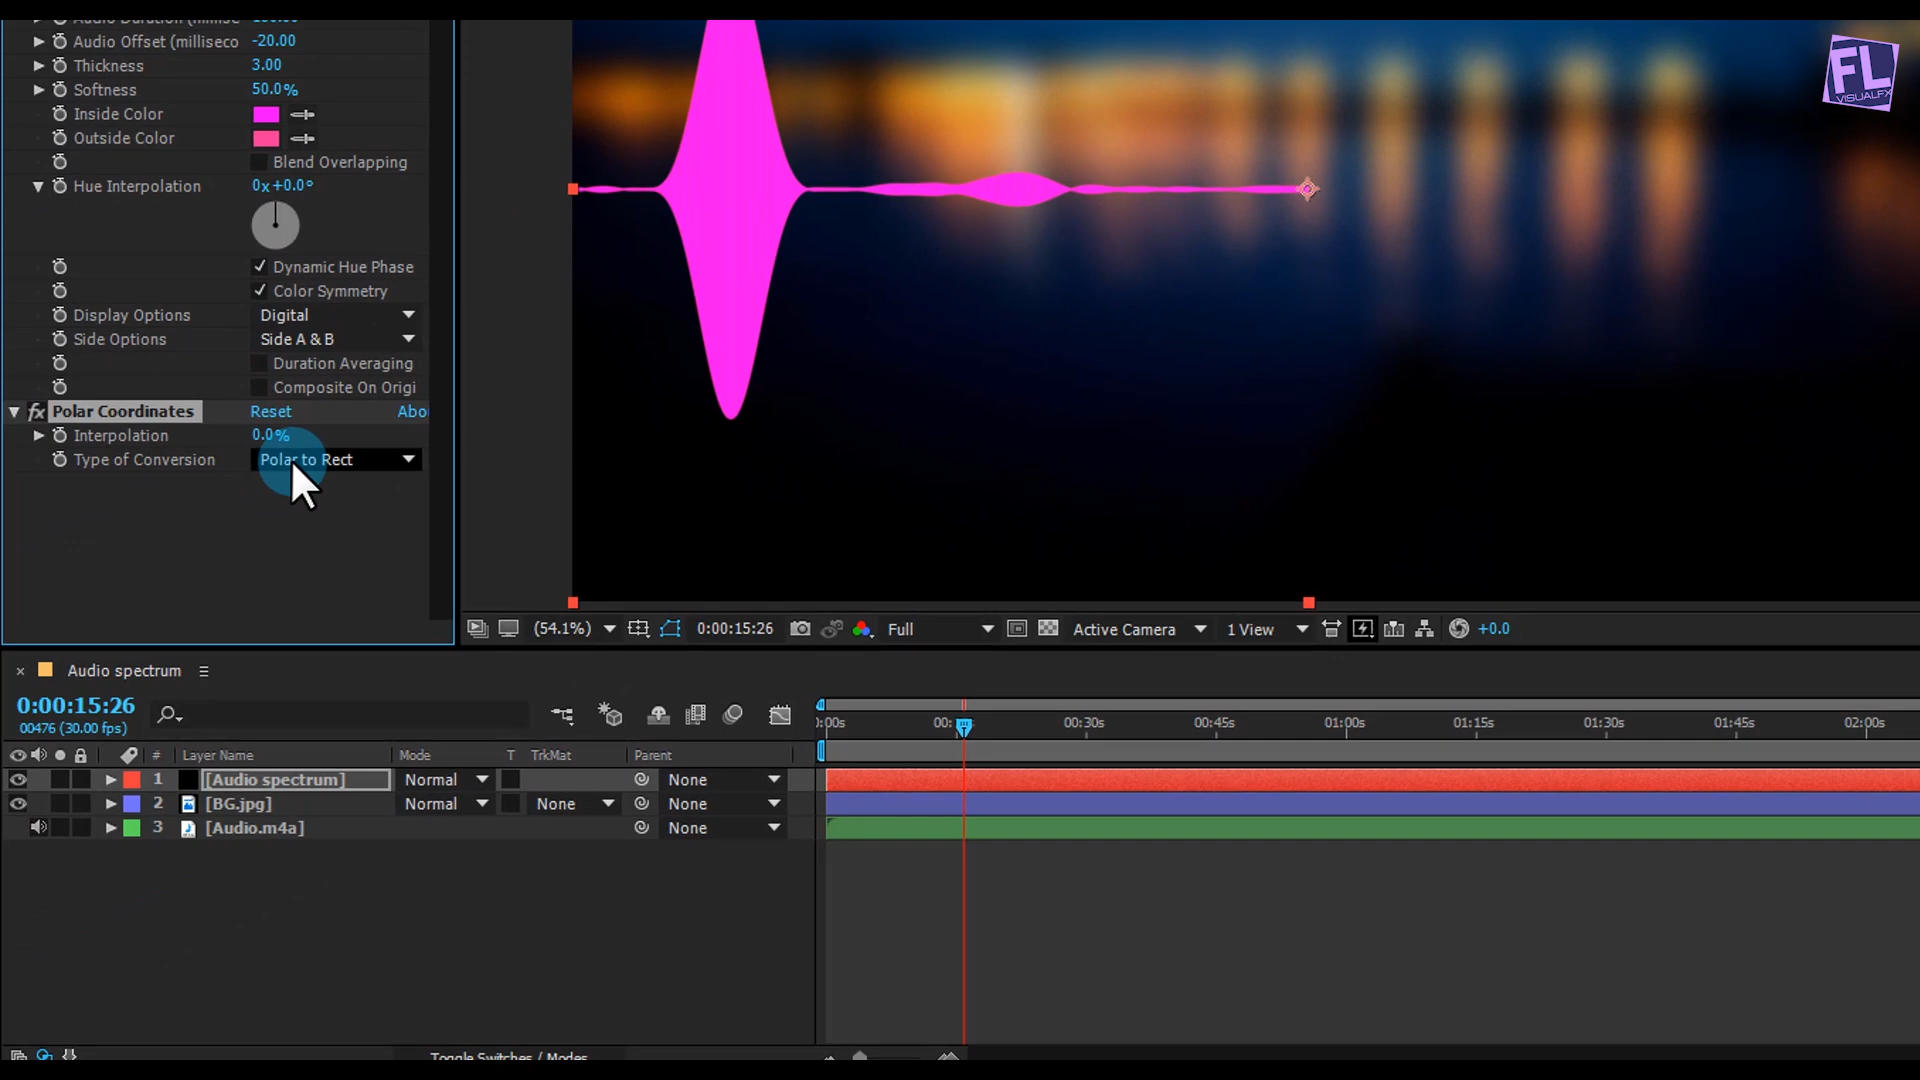 Audio Offset (milliseco -20.00
Thickness 3.00
Softness 50.0%
Inside Color
Outside Color
Blend Overlapping
Hue Interpolation 0x+0.0°
Dynamic Hue Phase
Color Symmetry
Display Options Digital
Side Options Side A & B
Duration Averaging
Composite On Origi
fx Polar Coordinates Reset Abo
Interpolation 0.0%
Type of Conversion Polar to Rect
FL
VISUALFX
(54.1%) 0:00:15:26 Full Active Camera 1 View +0.0
× Audio spectrum
0:00:15:26
00476 (30.00 fps)
00: 00:30s 00:45s 01:00s 01:15s 01:30s 01:45s 02:00s
# Layer Name Mode T TrkMat Parent
1 [Audio spectrum] Normal None
2 [BG.jpg] Normal None None
3 [Audio.m4a] None
Toggle Switches / Modes